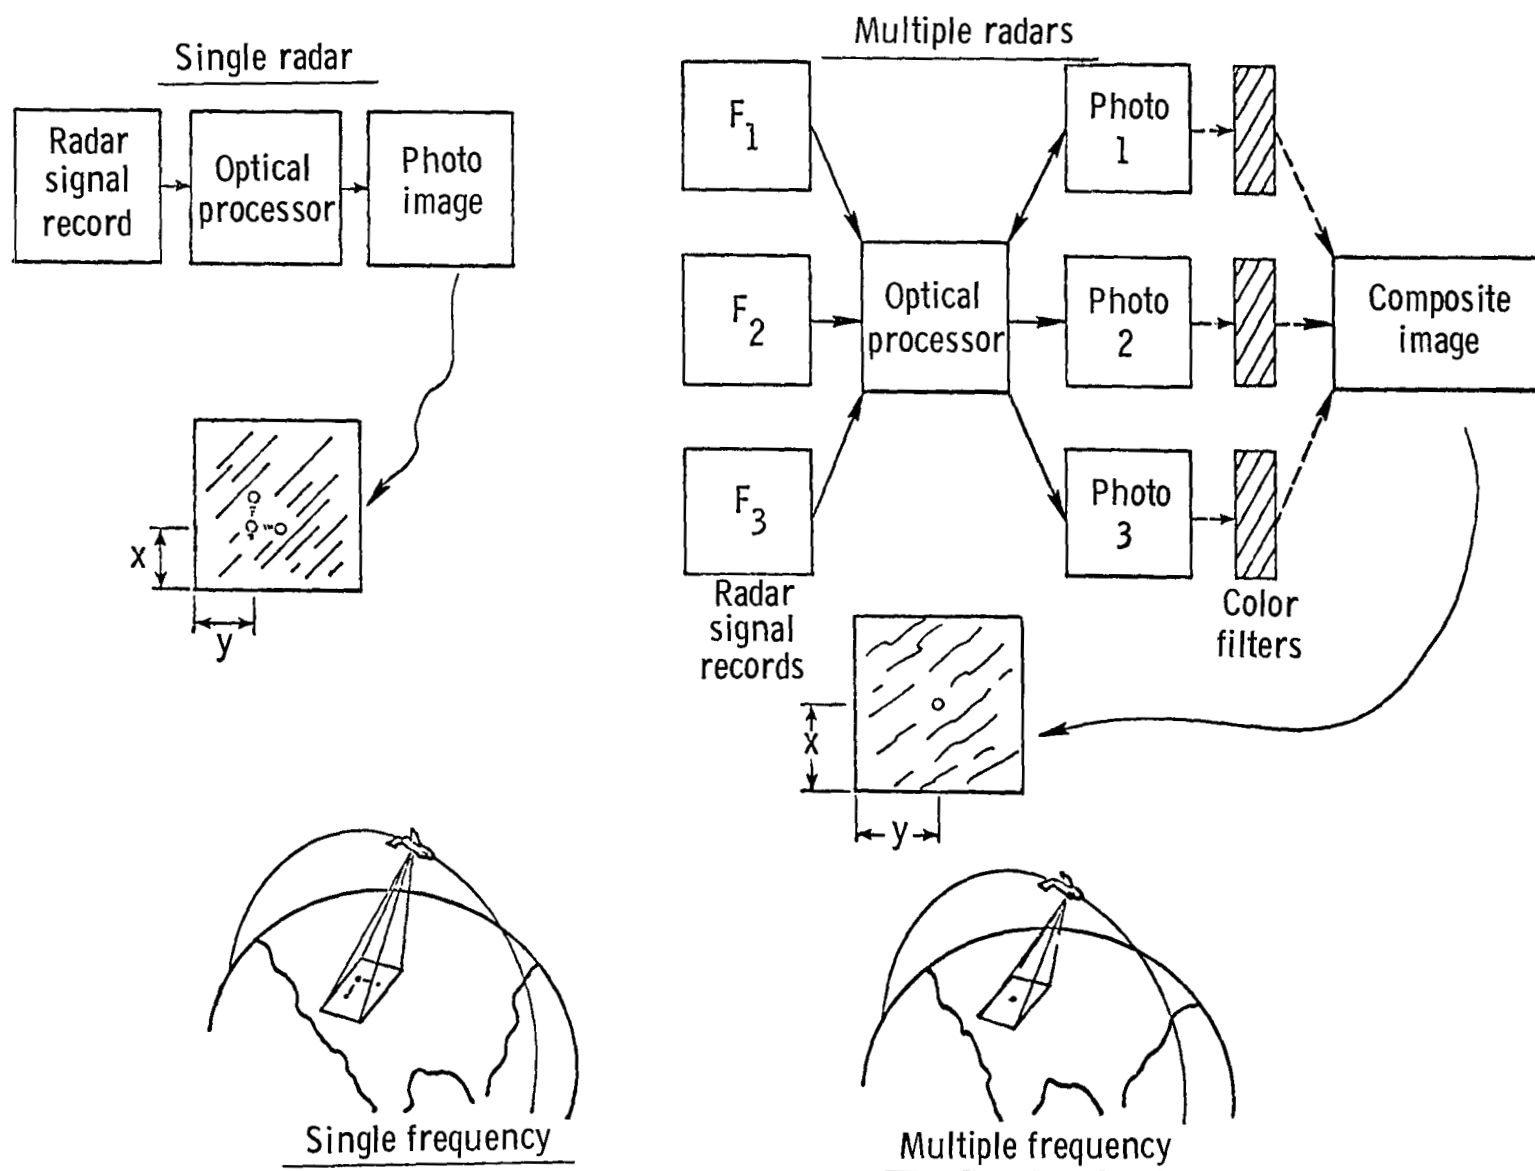 Single radar
Radar
signal
record
Optical
processor
Photo
image
x
y
Single frequency
Multiple radars
F1
F2
F3
Radar
signal
records
Optical
processor
Photo
1
Photo
2
Photo
3
Color
filters
Composite
image
x
y
Multiple frequency